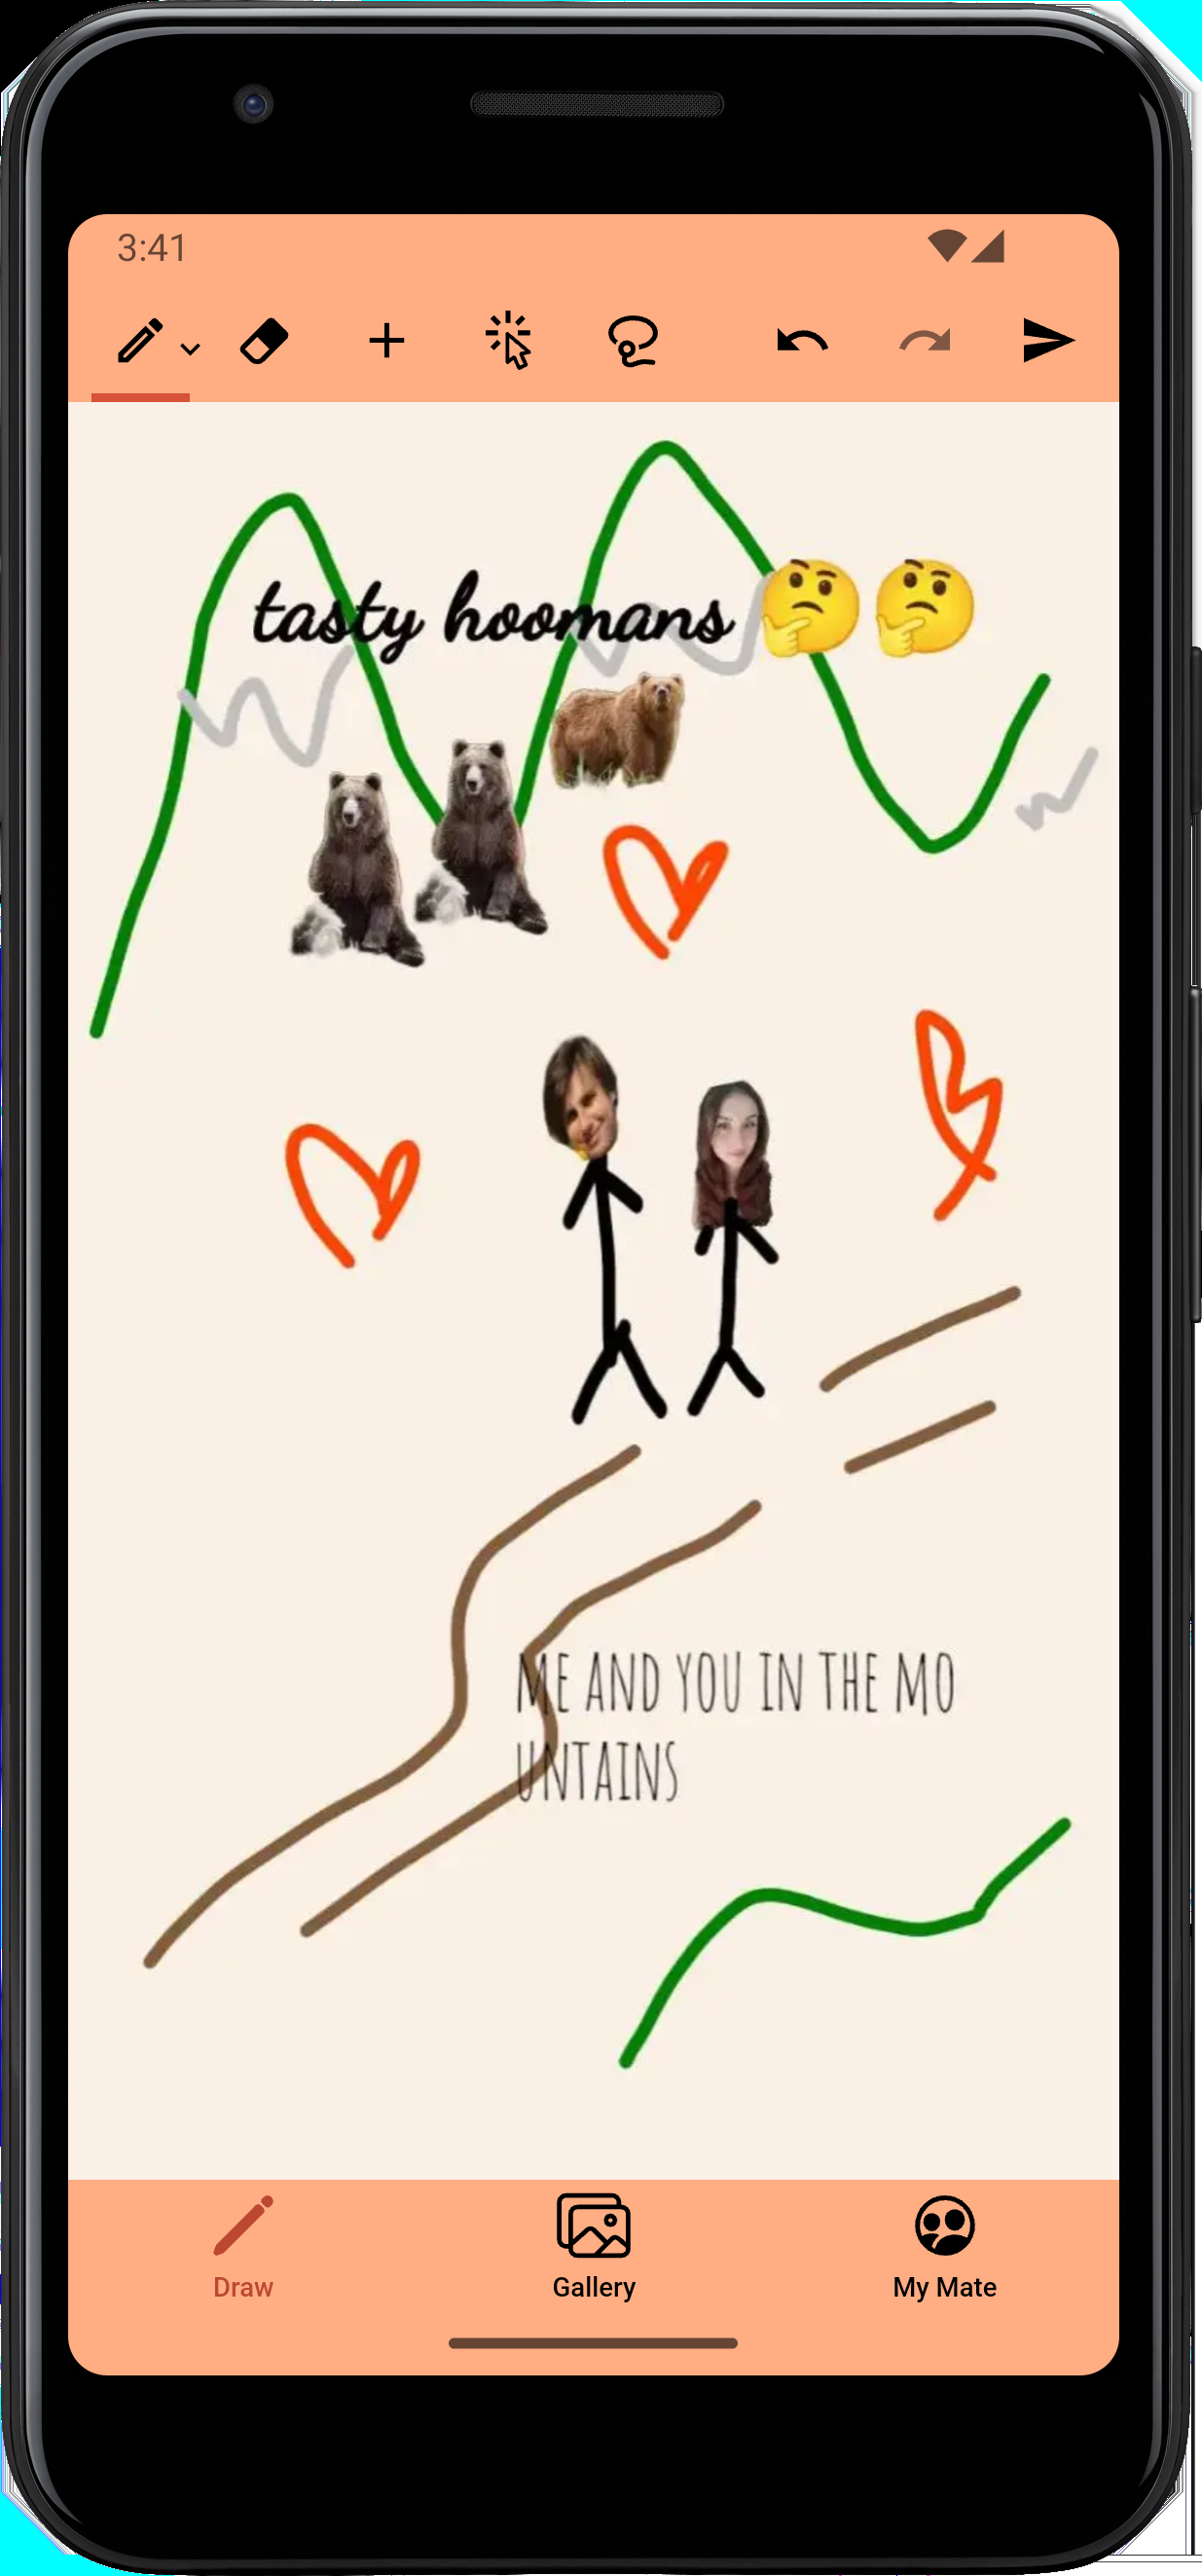 3:41
tasty hoomans 🤔 🤔
ME AND YOU IN THE MO
UNTAINS
Draw
Gallery
My Mate